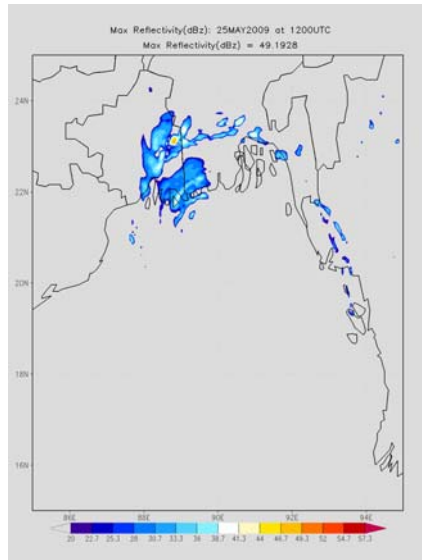 Max Reflectivity(dBz): 25MAY2009 at 1200UTC
Max Reflectivity(dBz) = 49.1928
24N
22N
20N
18N
16N
86E 88E 90E 92E 94E
20 22.7 25.3 28 30.7 33.3 36 38.7 41.3 44 46.7 49.3 52 54.7 57.3